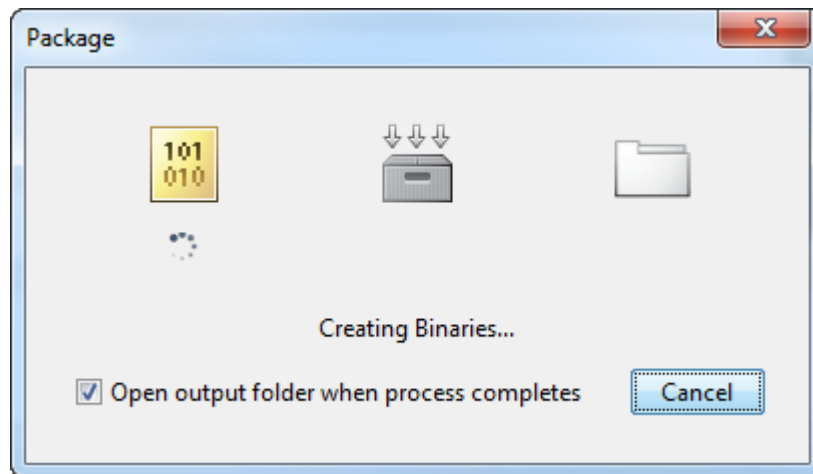 Package
101
010
Creating Binaries...
Open output folder when process completes
Cancel